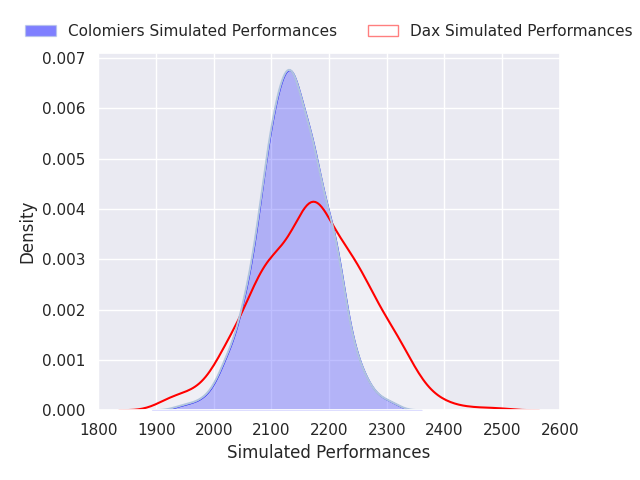 Colomiers Simulated Performances
Dax Simulated Performances
0.007
0.006
0.005
0.004
0.003
0.002
0.001
0.000
Density
1800 1900 2000 2100 2200 2300 2400 2500 2600
Simulated Performances